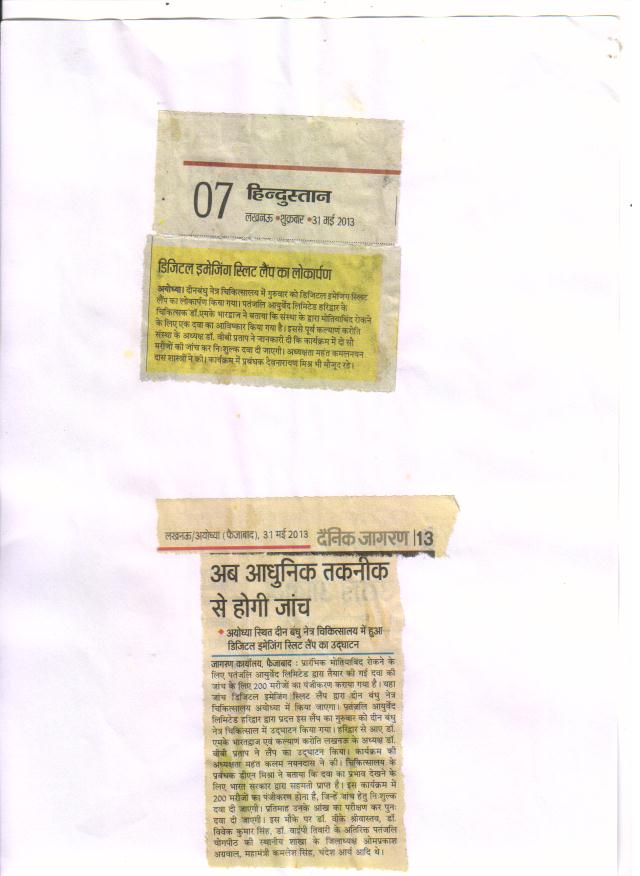 07 हिन्दुस्तान
लखनऊ •शुक्रवार •31 मई 2013
डिजिटल इमेजिंग स्लिट लैंप का लोकार्पण
अयोध्या। दीनबंधु नेत्र चिकित्सालय में गुरुवार को डिजिटल इमेजिंग स्लिट
लैंप का लोकार्पण किया गया। पतंजलि आयुर्वेद लिमिटेड हरिद्वार के
चिकित्सक डॉ.एमके भारद्वाज ने बताया कि संस्था के द्वारा मोतियाबिंद रोकने
के लिए एक दवा का आविष्कार किया गया है। इससे पूर्व कल्याणं करोति
संस्था के अध्यक्ष डॉ. बीबी प्रताप ने जानकारी दी कि कार्यक्रम में दो सौ
मरीजों को जांच कर निःशुल्क दवा दी जाएगी। अध्यक्षता महंत कमलनयन
दास शास्त्री ने की। कार्यक्रम में प्रबंधक देवनारायण मिश्र भी मौजूद रहे।
लखनऊ/अयोध्या (फैजाबाद), 31 मई 2013 दैनिक जागरण |13
अब आधुनिक तकनीक
से होगी जांच
अयोध्या स्थित दीन बंधु नेत्र चिकित्सालय में हुआ
डिजिटल इमेजिंग स्लिट लैंप का उद्घाटन
जागरण कार्यालय, फैजाबाद : प्रारंभिक मोतियाबिंद रोकने के
लिए पतंजलि आयुर्वेद लिमिटेड द्वारा तैयार की गई दवा की
जांच के लिए 200 मरीजों का पंजीकरण कराया गया है। यहां
जांच डिजिटल इमेजिंग स्लिट लैंप द्वारा दीन बंधु नेत्र
चिकित्सालय अयोध्या में किया जाएगा। पतंजलि आयुर्वेद
लिमिटेड हरिद्वार द्वारा प्रदत्त इस लैंप का गुरुवार को दीन बंधु
नेत्र चिकित्साल में उद्घाटन किया गया। हरिद्वार से आए डॉ.
एमके भारतद्वाज एवं कल्याणं करोति लखनऊ के अध्यक्ष डॉ.
बीबी प्रताप ने लैंप का उद्घाटन किया। कार्यक्रम की
अध्यक्षता महंत कलम नयनदास ने की। चिकित्सालय के
प्रबंधक डीएन मिश्रा ने बताया कि दवा का प्रभाव देखने के
लिए भारत सरकार द्वारा सहमती प्राप्त है। इस कार्यक्रम में
200 मरीजों का पंजीकरण होना है, जिन्हें जांच हेतु निःशुल्क
दवा दी जाएगी। प्रतिमाह उनके आंख का परीक्षण कर पुनः
दवा दी जाएगी। इस मौके पर डॉ. वीके श्रीवास्तव, डॉ.
विवेक कुमार सिंह, डॉ. वाईपी तिवारी के अतिरिक्त पतंजलि
योगपीठ की स्थानीय शाखा के जिलाध्यक्ष ओमप्रकाश
अग्रवाल, महामंत्री कमलेश सिंह, चंदेश आर्य आदि थे।